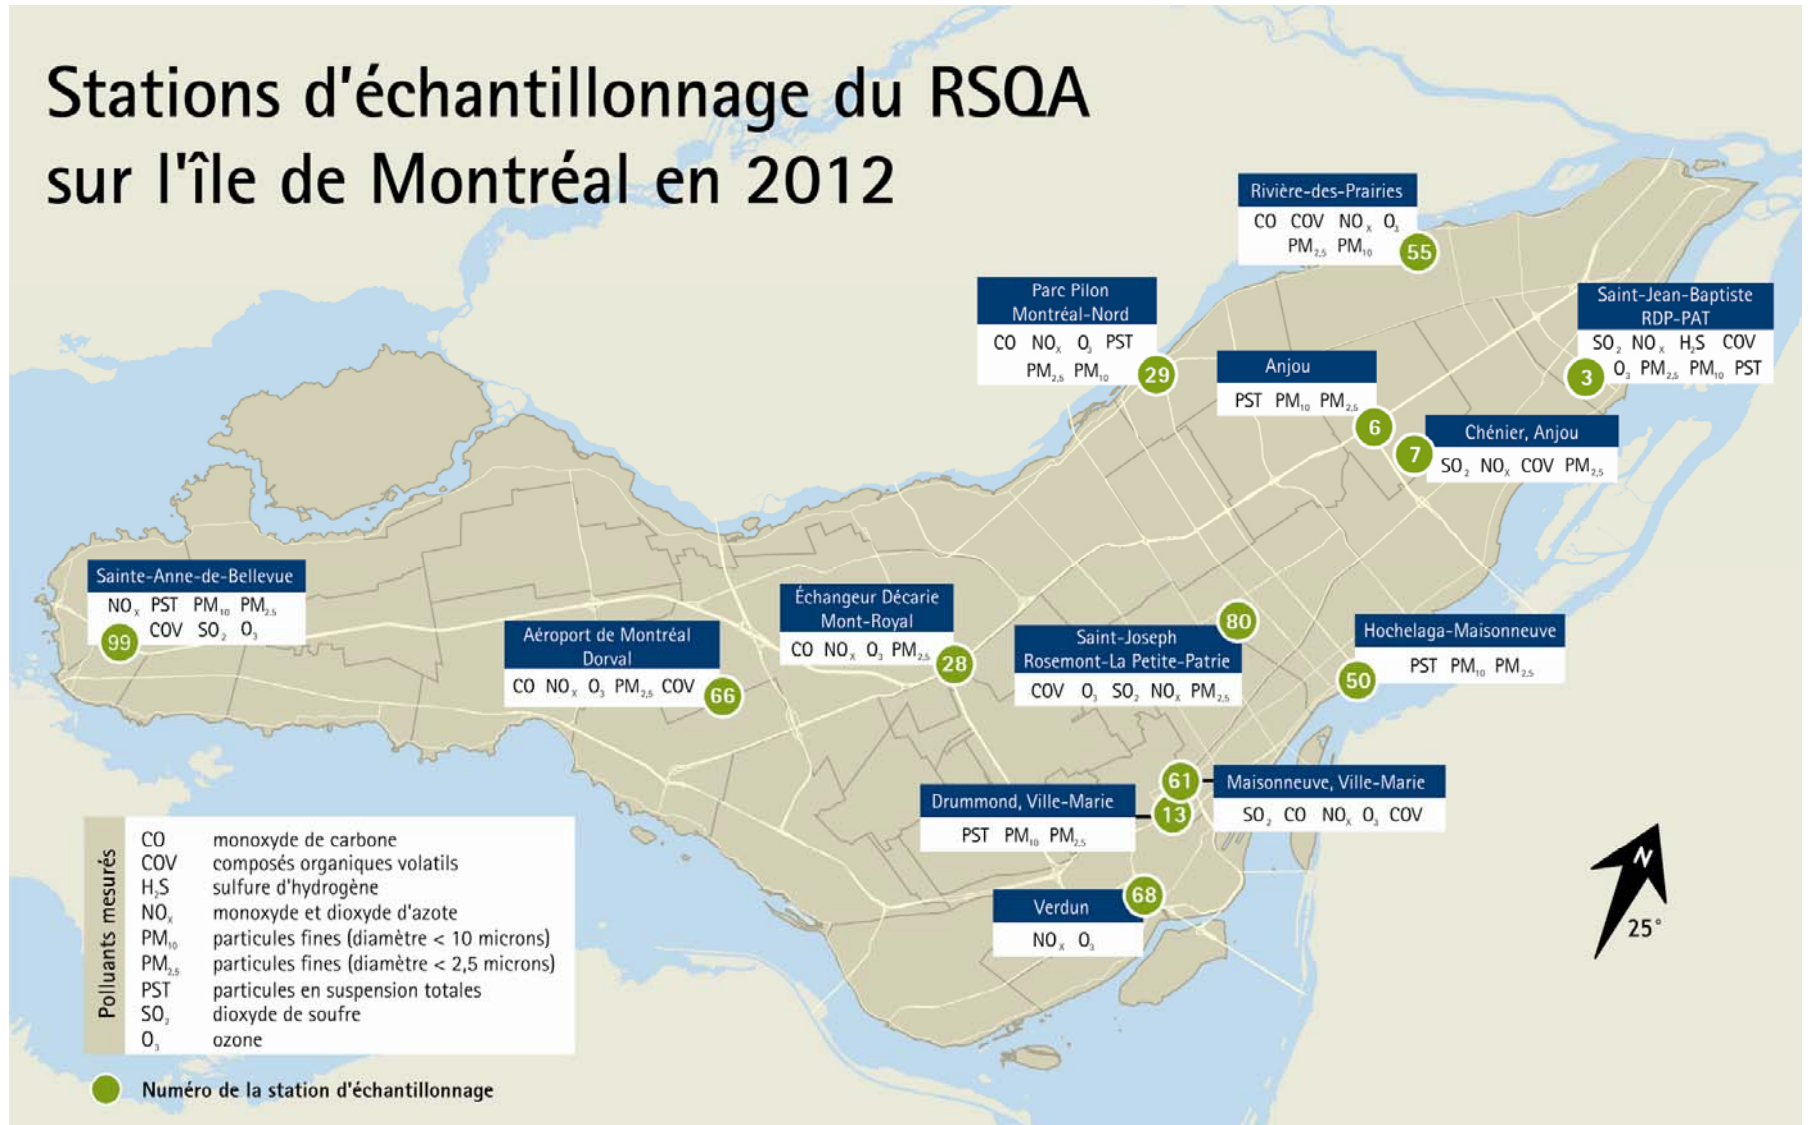 Stations d'échantillonnage du RSQA
sur l'île de Montréal en 2012
Rivière-des-Prairies
CO COV NOₓ O₃
PM₂,₅ PM₁₀
55
Parc Pilon
Montréal-Nord
CO NOₓ O₃ PST
PM₂,₅ PM₁₀
29
Saint-Jean-Baptiste
RDP-PAT
SO₂ NOₓ H₂S COV
O₃ PM₂,₅ PM₁₀ PST
3
Anjou
PST PM₁₀ PM₂,₅
6
Chénier, Anjou
SO₂ NOₓ COV PM₂,₅
7
Sainte-Anne-de-Bellevue
NOₓ PST PM₁₀ PM₂,₅
COV SO₂ O₃
99
Aéroport de Montréal
Dorval
CO NOₓ O₃ PM₂,₅ COV
66
Échangeur Décarie
Mont-Royal
CO NOₓ O₃ PM₂,₅
28
Saint-Joseph
Rosemont-La Petite-Patrie
COV O₃ SO₂ NOₓ PM₂,₅
80
Hochelaga-Maisonneuve
PST PM₁₀ PM₂,₅
50
61
Maisonneuve, Ville-Marie
SO₂ CO NOₓ O₃ COV
Drummond, Ville-Marie
PST PM₁₀ PM₂,₅
13
Verdun
NOₓ O₃
68
N
25°
Polluants mesurés
CO monoxyde de carbone
COV composés organiques volatils
H₂S sulfure d'hydrogène
NOₓ monoxyde et dioxyde d'azote
PM₁₀ particules fines (diamètre < 10 microns)
PM₂,₅ particules fines (diamètre < 2,5 microns)
PST particules en suspension totales
SO₂ dioxyde de soufre
O₃ ozone
Numéro de la station d'échantillonnage